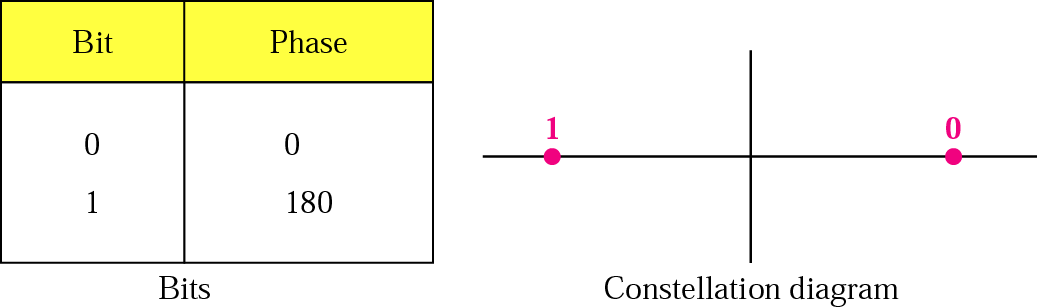 Bit Phase
0 0
1 180
Bits
1 0
Constellation diagram